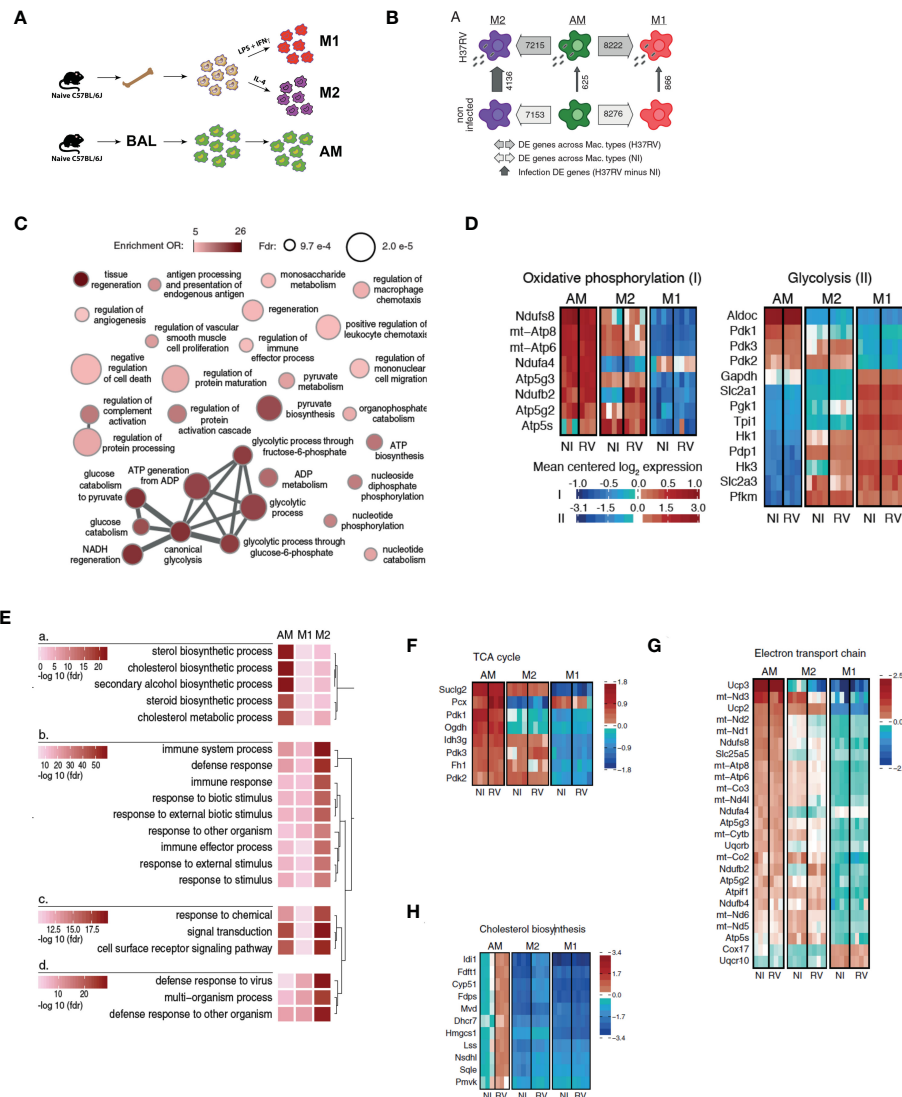 A
Naive C57BL/6J
LPS + IFNγ
IL-4
M1
M2
Naive C57BL/6J
BAL
AM
B
A
M2
AM
M1
H37RV
7215
8222
4136
625
866
non
infected
7153
8276
DE genes across Mac. types (H37RV)
DE genes across Mac. types (NI)
Infection DE genes (H37RV minus NI)
C
Enrichment OR:
5
26
Fdr:
9.7 e-4
2.0 e-5
tissue
regeneration
antigen processing
and presentation of
endogenous antigen
monosaccharide
metabolism
regulation of
macrophage
chemotaxis
regulation of
angiogenesis
regeneration
regulation of vascular
smooth muscle
cell proliferation
regulation of
immune
effector process
positive regulation of
leukocyte chemotaxis
negative
regulation
of cell death
regulation of
protein maturation
pyruvate
metabolism
regulation of
mononuclear
cell migration
regulation of
complement
activation
regulation of
protein
activation cascade
pyruvate
biosynthesis
organophosphate
catabolism
regulation of
protein processing
glycolytic process through
fructose-6-phosphate
ATP
biosynthesis
glucose
catabolism
to pyruvate
ATP generation
from ADP
ADP
metabolism
nucleoside
diphosphate
phosphorylation
glycolytic
process
glucose
catabolism
nucleotide
phosphorylation
NADH
regeneration
canonical
glycolysis
glycolytic process through
glucose-6-phosphate
nucleotide
catabolism
D
Oxidative phosphorylation (I)
AM M2 M1
Ndufs8
mt-Atp8
mt-Atp6
Ndufa4
Atp5g3
Ndufb2
Atp5g2
Atp5s
NI RV NI RV NI RV
Mean centered log2 expression
I -1.0 -0.5 0.0 0.5 1.0
II -3.1 -1.5 0.0 1.5 3.0
Glycolysis (II)
AM M2 M1
Aldoc
Pdk1
Pdk3
Pdk2
Gapdh
Slc2a1
Pgk1
Tpi1
Hk1
Pdp1
Hk3
Slc2a3
Pfkm
NI RV NI RV NI RV
E
AM M1 M2
a.
0 5 10 15 20
-log 10 (fdr)
sterol biosynthetic process
cholesterol biosynthetic process
secondary alcohol biosynthetic process
steroid biosynthetic process
cholesterol metabolic process
b.
10 20 30 40 50
-log 10 (fdr)
immune system process
defense response
immune response
response to biotic stimulus
response to external biotic stimulus
response to other organism
immune effector process
response to external stimulus
response to stimulus
c.
12.5 15.0 17.5
-log 10 (fdr)
response to chemical
signal transduction
cell surface receptor signaling pathway
d.
10 20
-log 10 (fdr)
defense response to virus
multi-organism process
defense response to other organism
F
TCA cycle
AM M2 M1
Suclg2
Pcx
Pdk1
Ogdh
Idh3g
Pdk3
Fh1
Pdk2
NI RV NI RV NI RV
1.8
0.9
0.0
-0.9
-1.8
G
Electron transport chain
AM M2 M1
Ucp3
mt-Nd3
Ucp2
mt-Nd2
mt-Nd1
Ndufs8
Slc25a5
mt-Atp8
mt-Atp6
mt-Co3
mt-Nd4l
Ndufa4
Atp5g3
mt-Cytb
Uqcrb
mt-Co2
Ndufb2
Atp5g2
Atpif1
Ndufb4
mt-Nd6
mt-Nd5
Atp5s
Cox17
Uqcr10
NI RV NI RV NI RV
H
Cholesterol biosynthesis
AM M2 M1
Idi1
Fdft1
Cyp51
Fdps
Mvd
Dhcr7
Hmgcs1
Lss
Nsdhl
Sqle
Pmvk
NI RV NI RV NI RV
3.4
2.3
1.2
0.0
-1.2
-2.3
-3.4